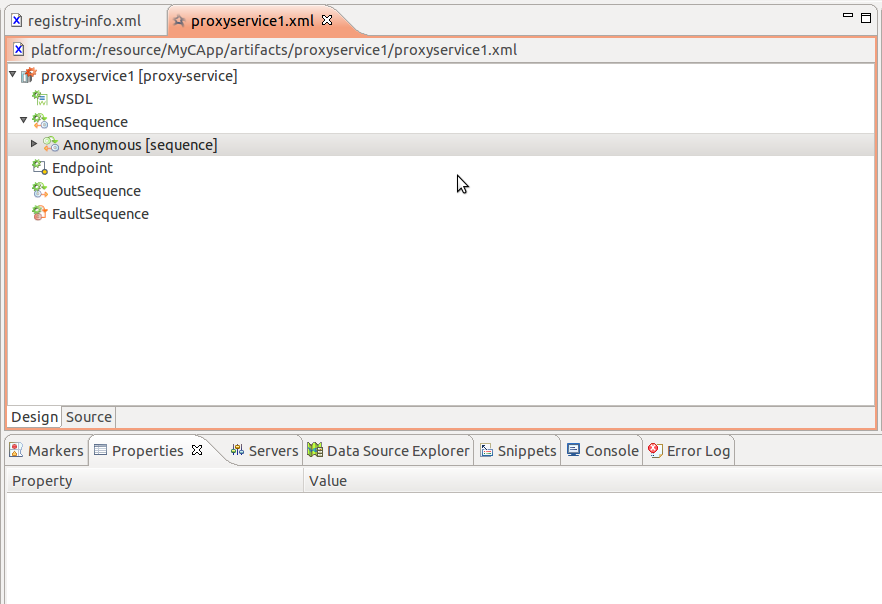 registry-info.xml proxyservice1.xml
platform:/resource/MyCApp/artifacts/proxyservice1/proxyservice1.xml
proxyservice1 [proxy-service]
WSDL
InSequence
Anonymous [sequence]
Endpoint
OutSequence
FaultSequence
Design Source
Markers Properties Servers Data Source Explorer Snippets Console Error Log
Property Value